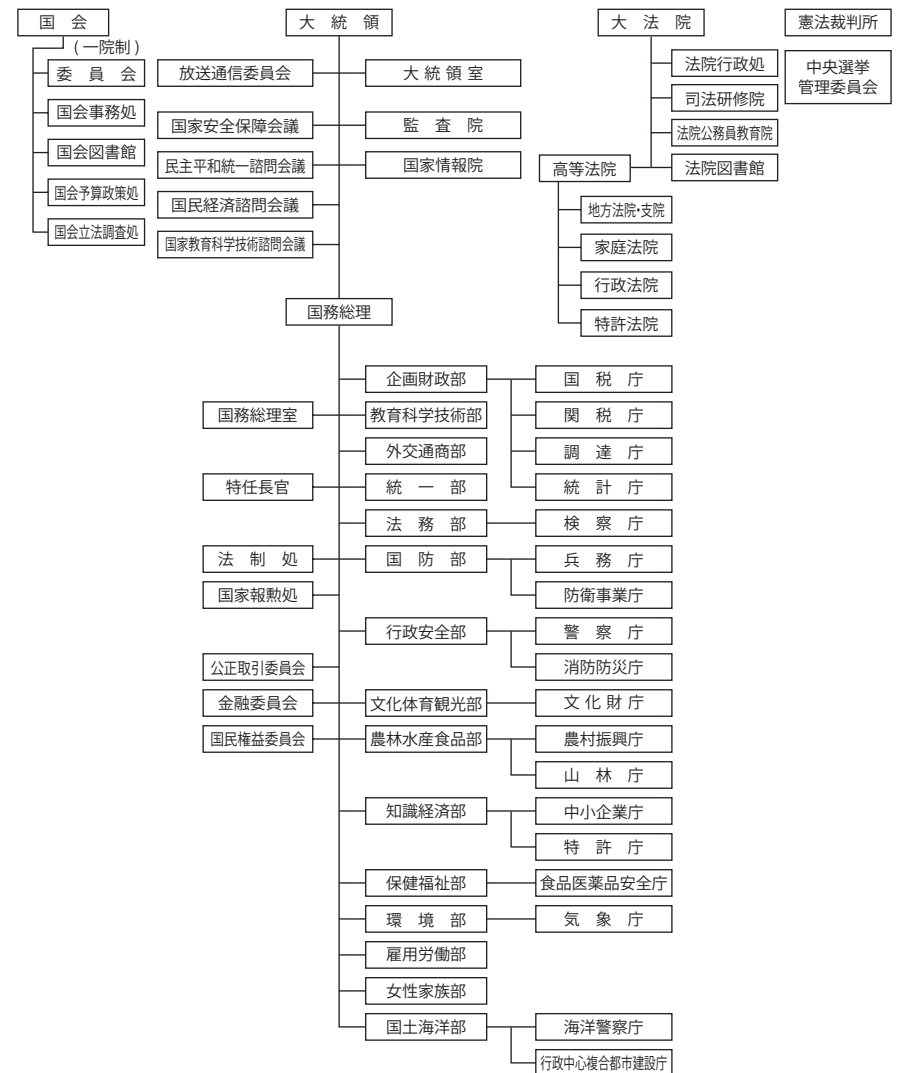 国会
(一院制)
委員会
国会事務処
国会図書館
国会予算政策処
国会立法調査処
大統領
放送通信委員会
大統領室
国家安全保障会議
監査院
民主平和統一諮問会議
国家情報院
国民経済諮問会議
国家教育科学技術諮問会議
大法院
法院行政処
司法研修院
法院公務員教育院
高等法院
法院図書館
地方法院・支院
家庭法院
行政法院
特許法院
憲法裁判所
中央選挙
管理委員会
国務総理
企画財政部
国税庁
国務総理室
教育科学技術部
関税庁
外交通商部
調達庁
特任長官
統一部
統計庁
法務部
検察庁
法制処
国防部
兵務庁
国家報勲処
防衛事業庁
行政安全部
警察庁
公正取引委員会
消防防災庁
金融委員会
文化体育観光部
文化財庁
国民権益委員会
農林水産食品部
農村振興庁
山林庁
知識経済部
中小企業庁
特許庁
保健福祉部
食品医薬品安全庁
環境部
気象庁
雇用労働部
女性家族部
国土海洋部
海洋警察庁
行政中心複合都市建設庁